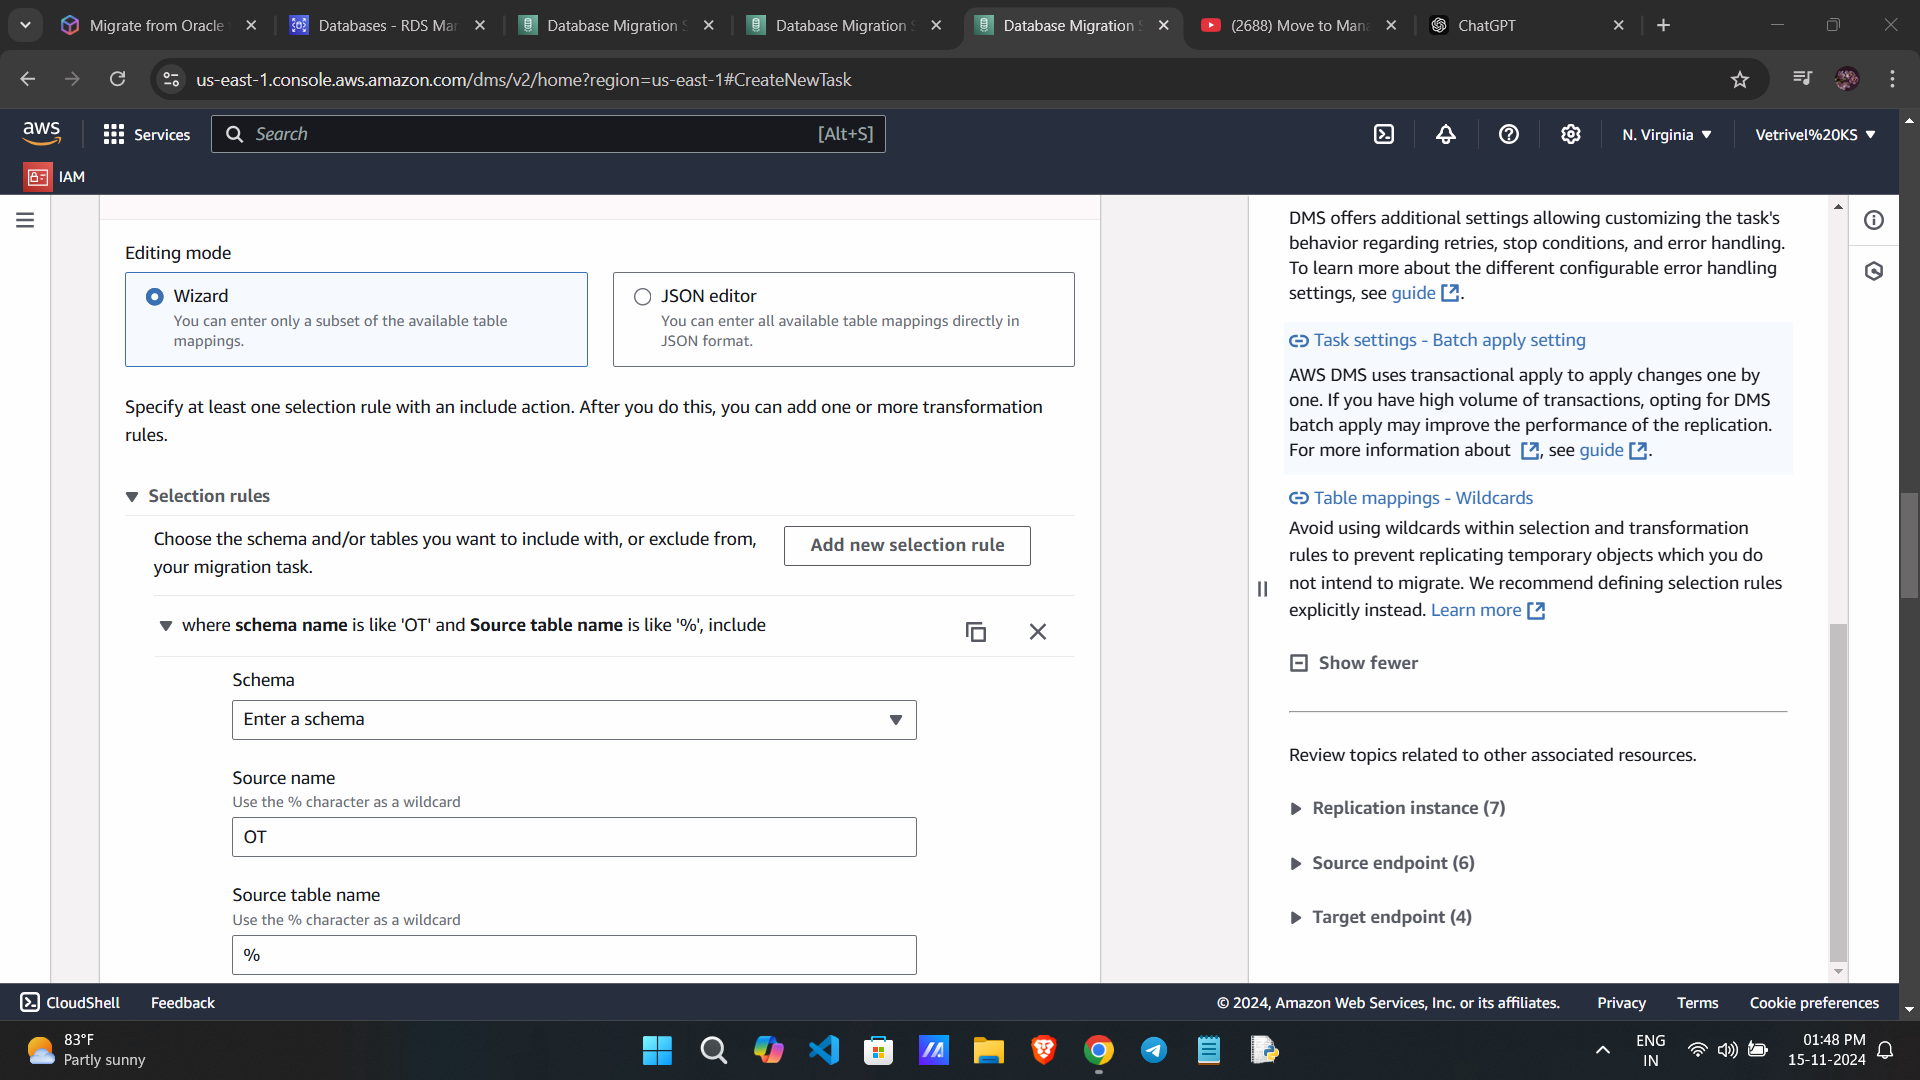 Migrate from Oracle
Databases - RDS Mar
Database Migration S
Database Migration S
Database Migration S
(2688) Move to Mana
ChatGPT
us-east-1.console.aws.amazon.com/dms/v2/home?region=us-east-1#CreateNewTask
aws
Services
Search
[Alt+S]
N. Virginia
Vetrivel%20KS
IAM
Editing mode
Wizard
You can enter only a subset of the available table
mappings.
JSON editor
You can enter all available table mappings directly in
JSON format.
Specify at least one selection rule with an include action. After you do this, you can add one or more transformation
rules.
Selection rules
Choose the schema and/or tables you want to include with, or exclude from,
your migration task.
Add new selection rule
where schema name is like 'OT' and Source table name is like '%', include
Schema
Enter a schema
Source name
Use the % character as a wildcard
OT
Source table name
Use the % character as a wildcard
%
DMS offers additional settings allowing customizing the task's
behavior regarding retries, stop conditions, and error handling.
To learn more about the different configurable error handling
settings, see guide.
Task settings - Batch apply setting
AWS DMS uses transactional apply to apply changes one by
one. If you have high volume of transactions, opting for DMS
batch apply may improve the performance of the replication.
For more information about , see guide.
Table mappings - Wildcards
Avoid using wildcards within selection and transformation
rules to prevent replicating temporary objects which you do
not intend to migrate. We recommend defining selection rules
explicitly instead. Learn more
Show fewer
Review topics related to other associated resources.
Replication instance (7)
Source endpoint (6)
Target endpoint (4)
CloudShell
Feedback
© 2024, Amazon Web Services, Inc. or its affiliates.
Privacy
Terms
Cookie preferences
83°F
Partly sunny
ENG
IN
01:48 PM
15-11-2024